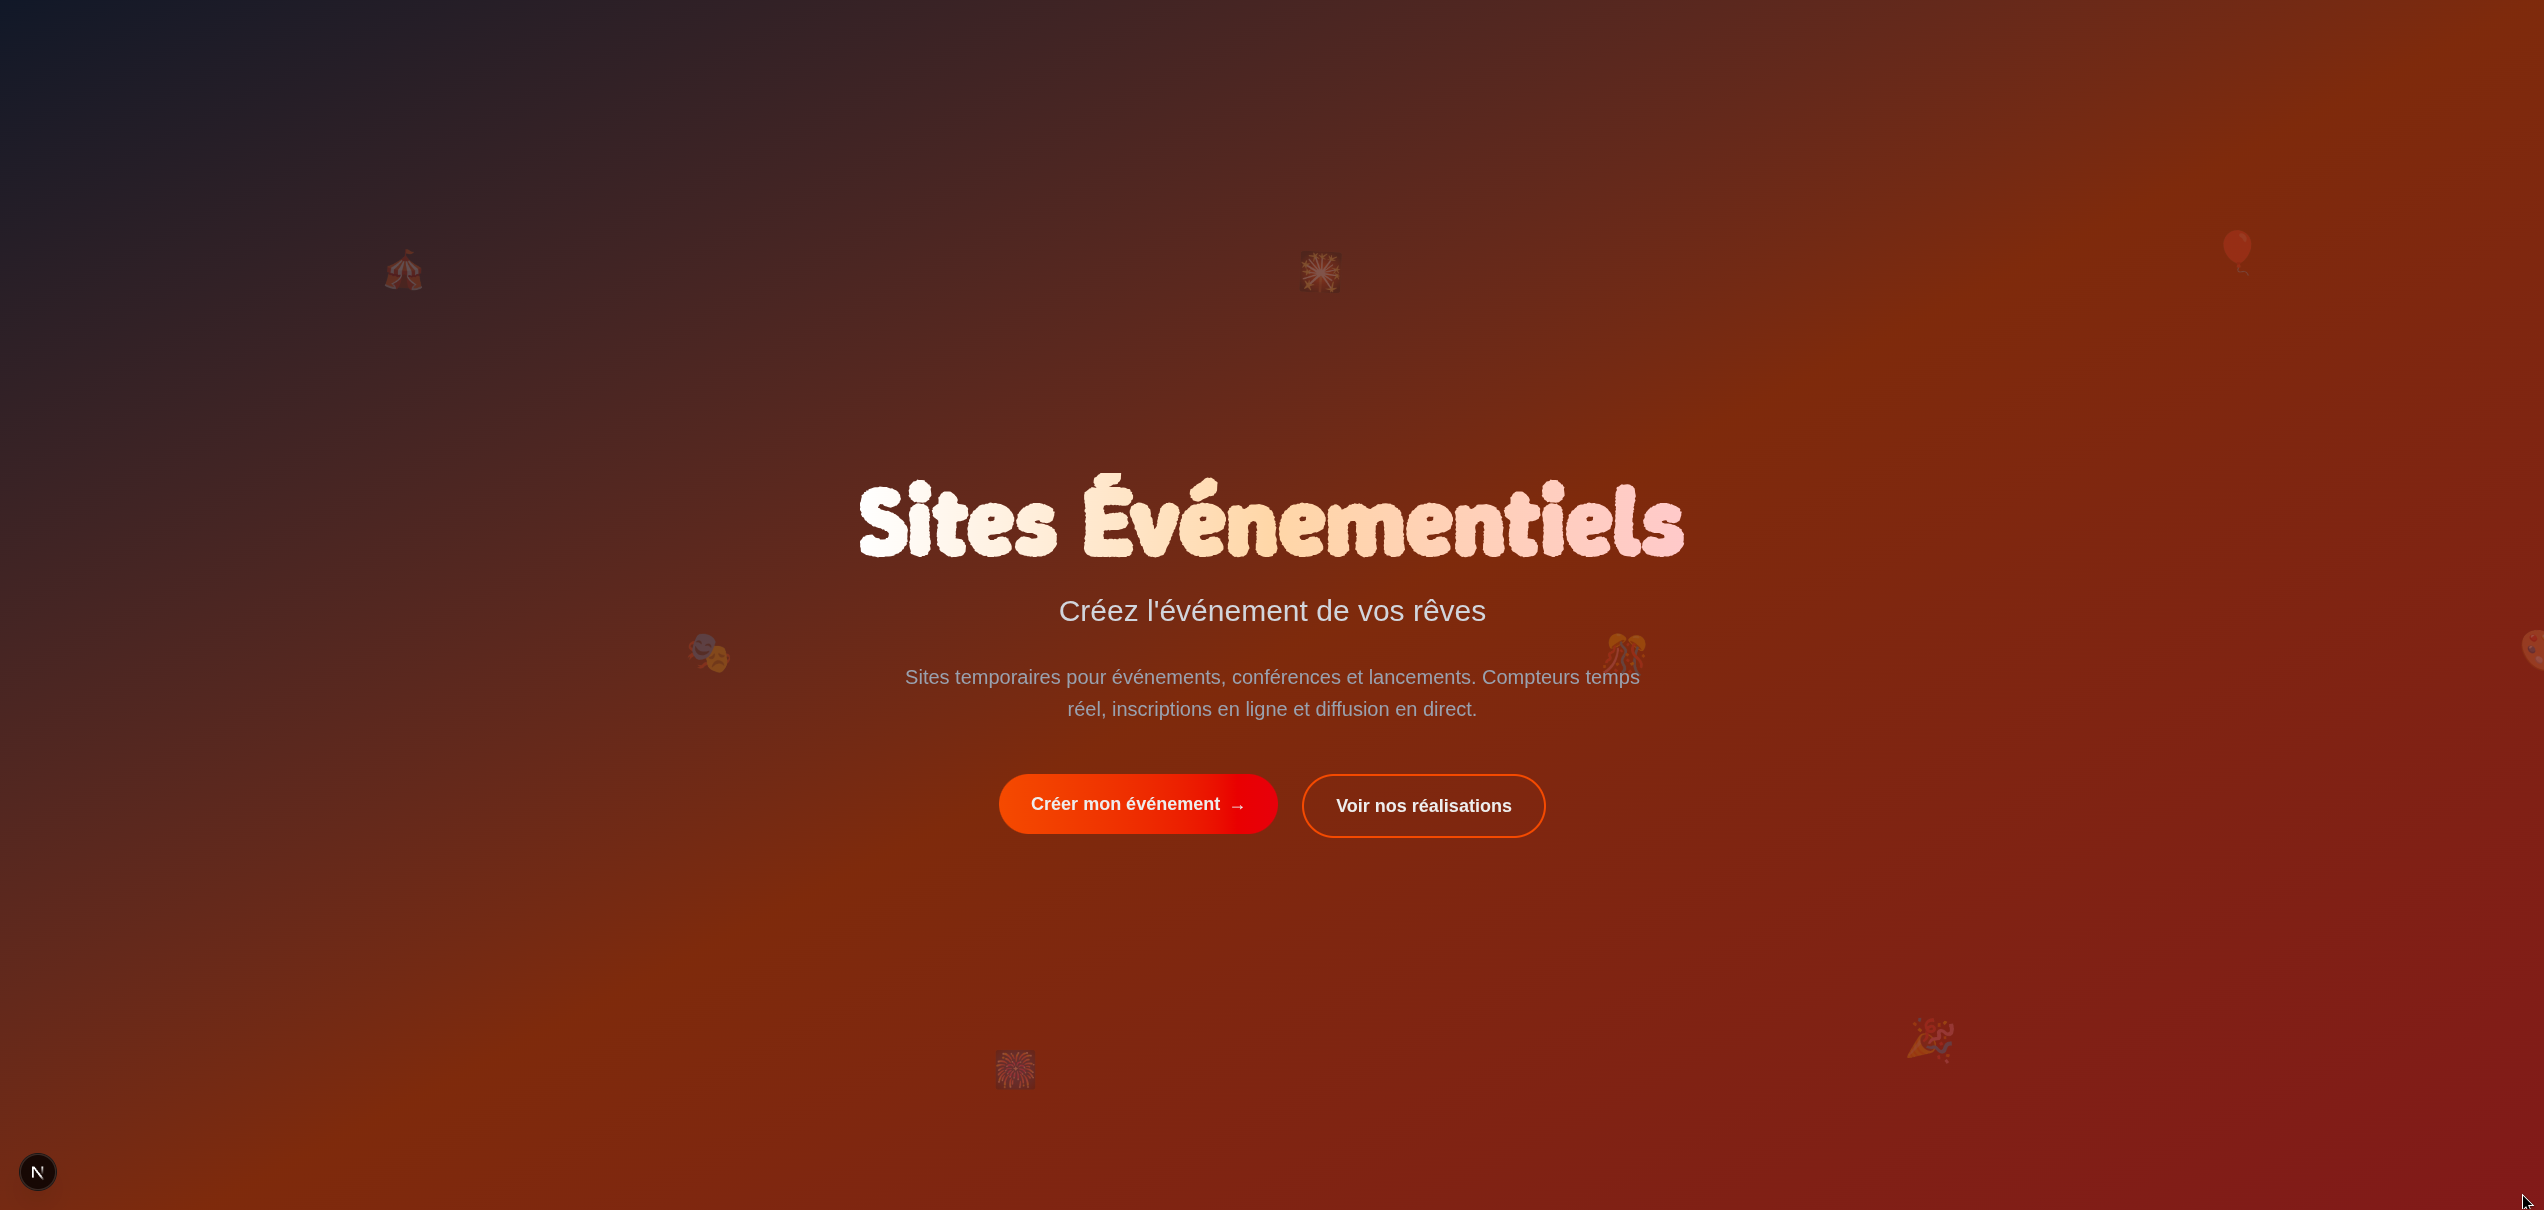 Sites Événementiels
Créez l'événement de vos rêves
Sites temporaires pour événements, conférences et lancements. Compteurs temps
réel, inscriptions en ligne et diffusion en direct.
Créer mon événement →
Voir nos réalisations
N